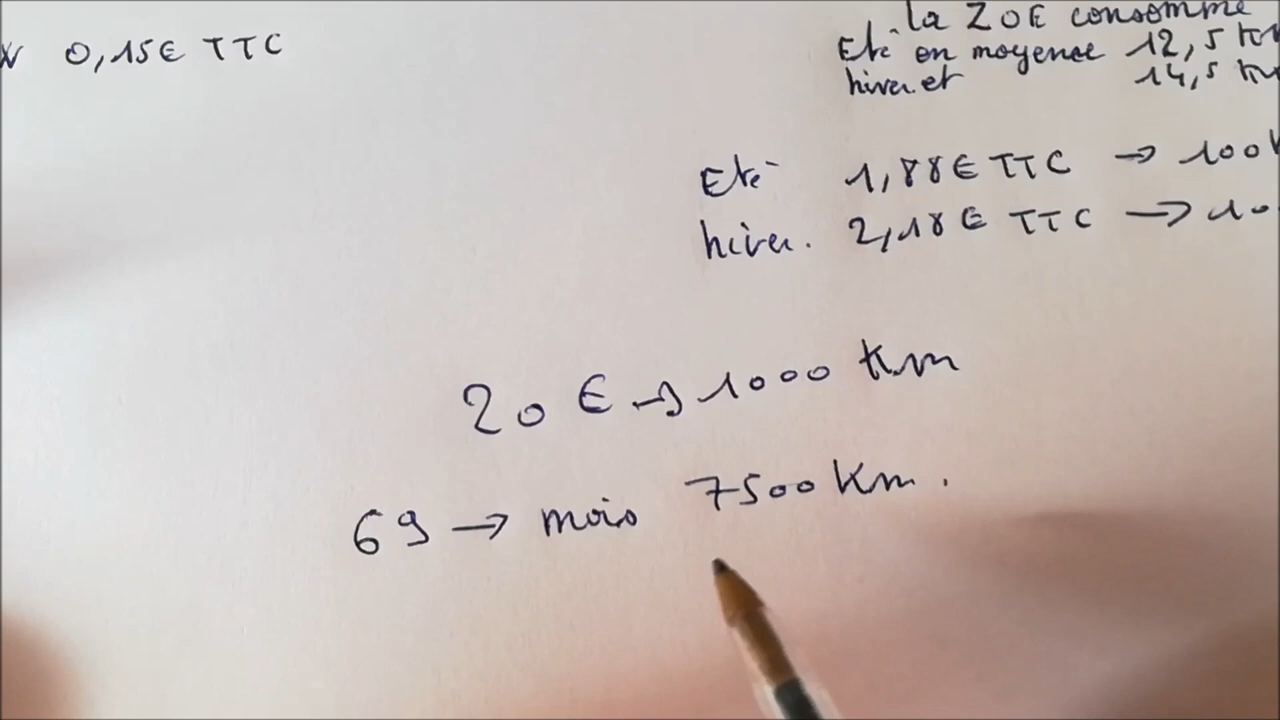 0,15€ TTC
la ZOE consomme
Eté en moyenne 12,5
hiver et 14,5
Eté 1,88€ TTC → 100
hiver. 2,18€ TTC →
20 € → 1000 Km
69 → mois 7500 Km.